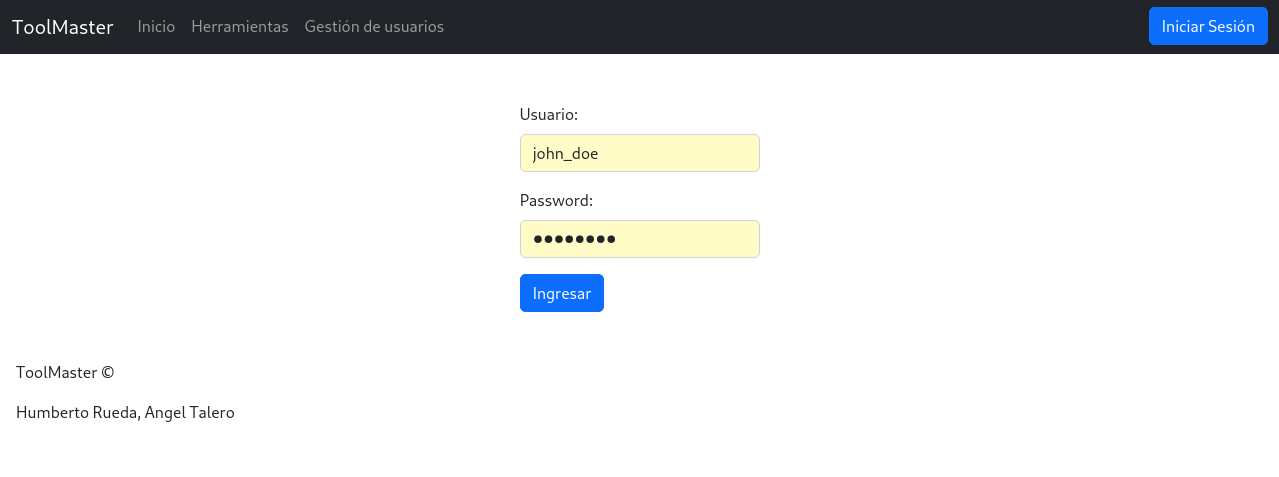 ToolMaster Inicio Herramientas Gestión de usuarios Iniciar Sesión
Usuario:
john_doe
Password:
●●●●●●●●
Ingresar
ToolMaster ©
Humberto Rueda, Angel Talero